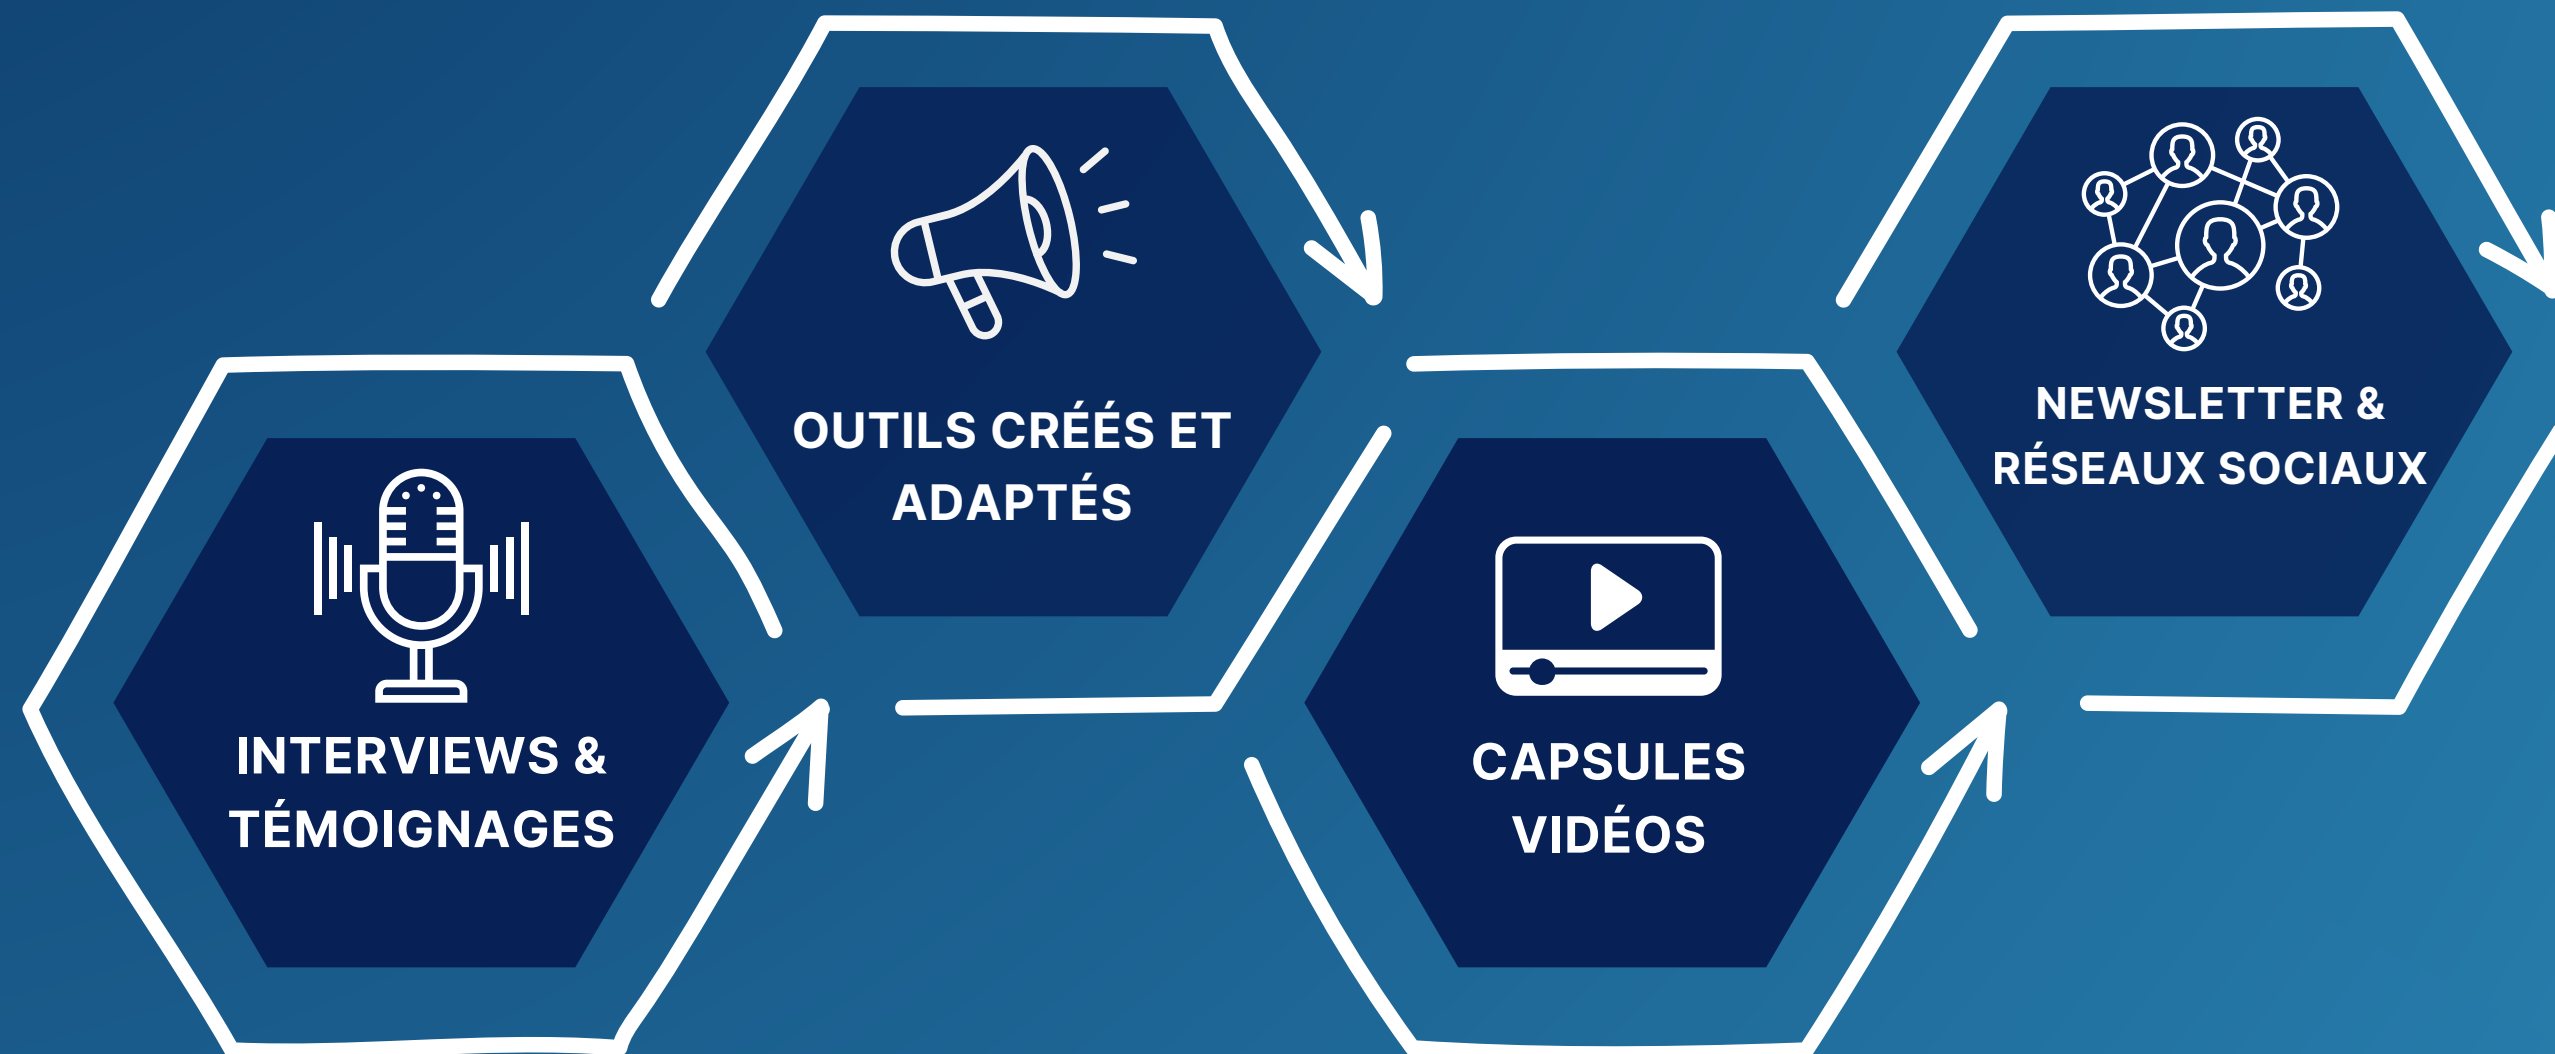 INTERVIEWS &
TÉMOIGNAGES
OUTILS CRÉÉS ET
ADAPTÉS
CAPSULES
VIDÉOS
NEWSLETTER &
RÉSEAUX SOCIAUX